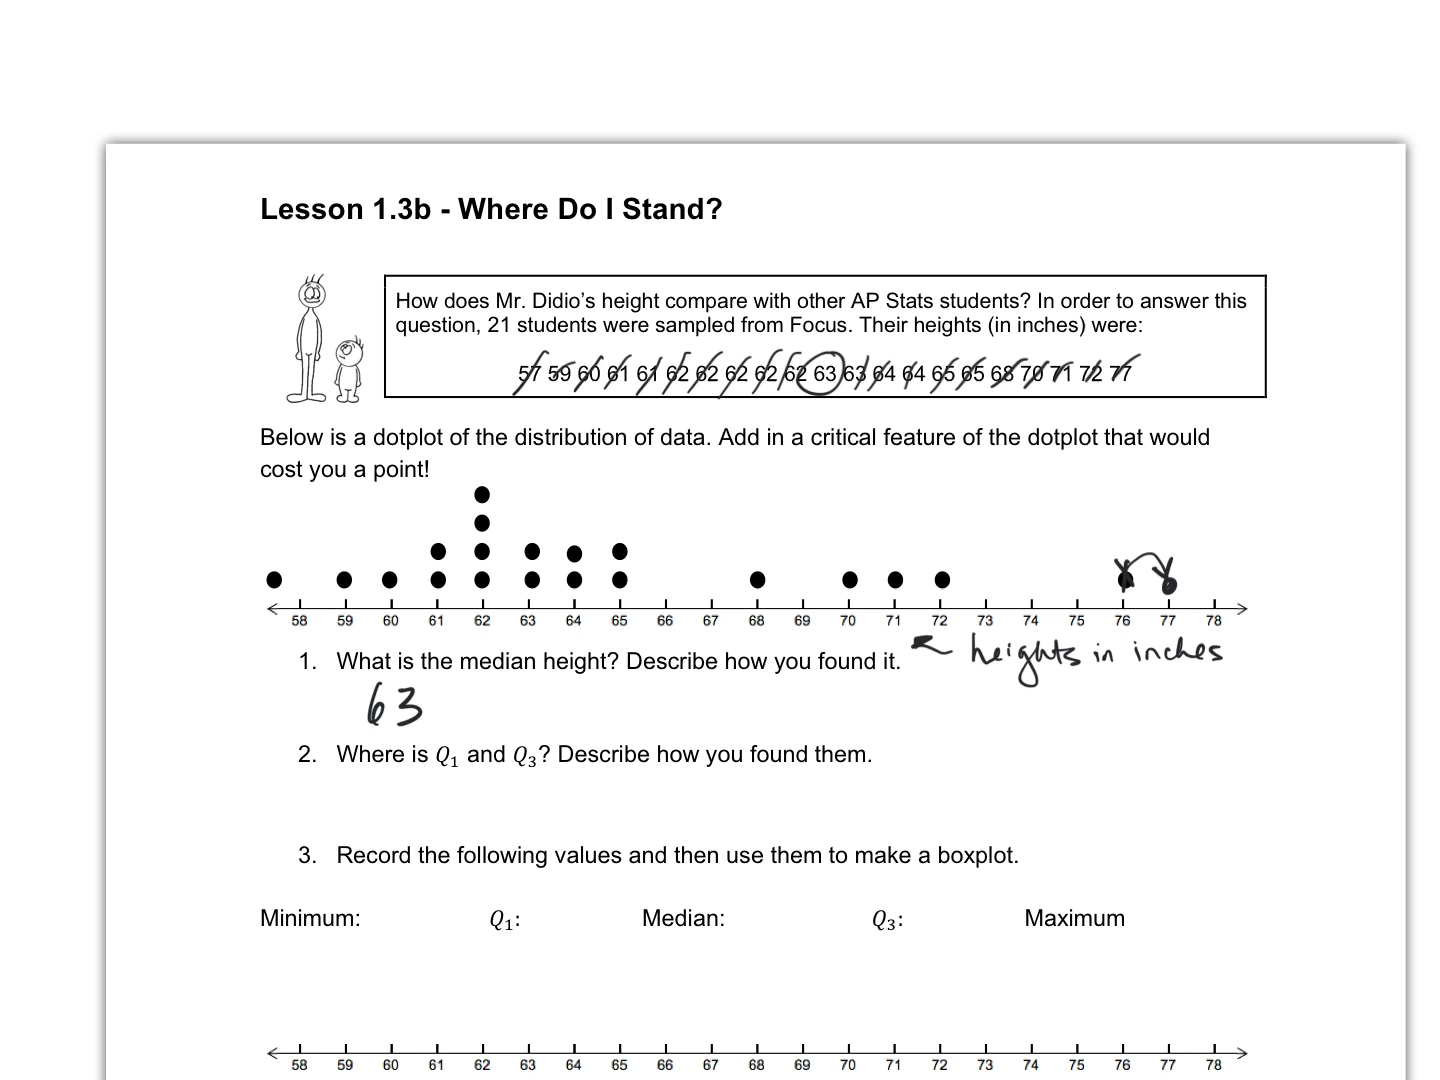 Lesson 1.3b - Where Do I Stand?
How does Mr. Didio's height compare with other AP Stats students? In order to answer this
question, 21 students were sampled from Focus. Their heights (in inches) were:
57 59 60 61 61 62 62 62 62 62 63 63 64 64 65 65 68 70 71 72 77
Below is a dotplot of the distribution of data. Add in a critical feature of the dotplot that would
cost you a point!
58 59 60 61 62 63 64 65 66 67 68 69 70 71 72 73 74 75 76 77 78
heights in inches
1. What is the median height? Describe how you found it.
63
2. Where is Q₁ and Q₃? Describe how you found them.
3. Record the following values and then use them to make a boxplot.
Minimum: Q₁: Median: Q₃: Maximum
58 59 60 61 62 63 64 65 66 67 68 69 70 71 72 73 74 75 76 77 78